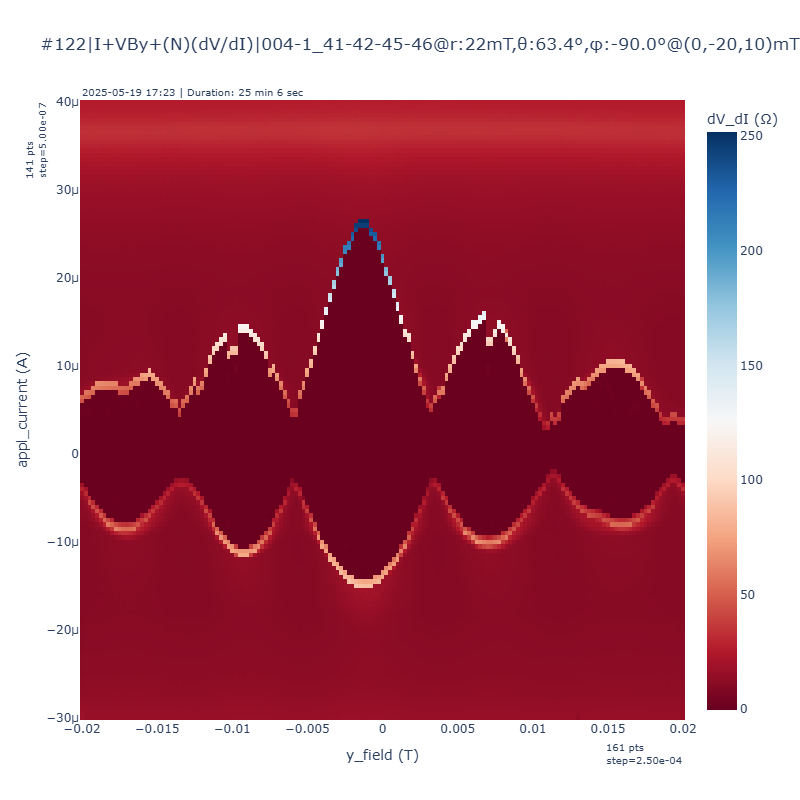 #122|I+VBy+(N)(dV/dI)|004-1_41-42-45-46@r:22mT,θ:63.4º,φ:-90.0º@(0,-20,10)mT
2025-05-19 17:23 | Duration: 25 min 6 sec
141 pts
step=5.00e-07
dV_dI (Ω)
40μ
30μ
20μ
10μ
0
−10μ
−20μ
−30μ
appl_current (A)
250
200
150
100
50
0
−0.02
−0.015
−0.01
−0.005
0
0.005
0.01
0.015
0.02
y_field (T)
161 pts
step=2.50e-04